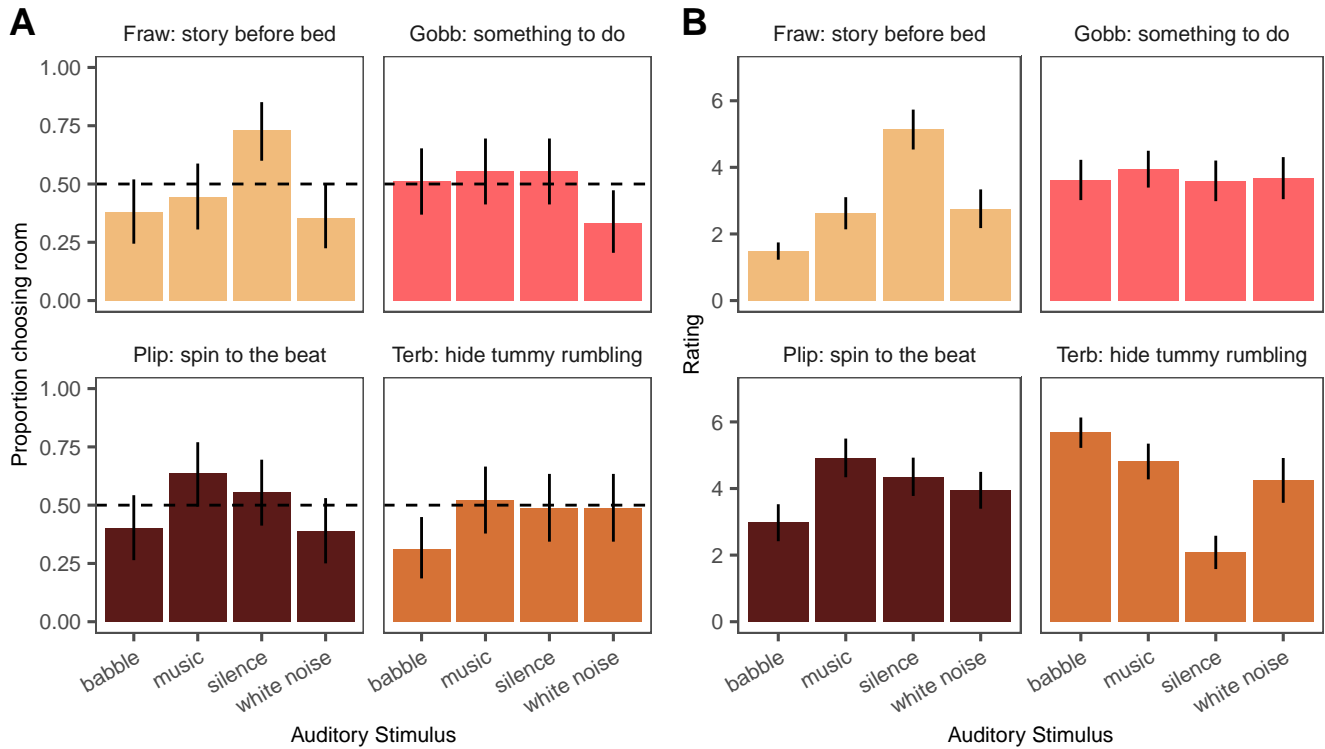 A
Fraw: story before bed
Gobb: something to do
1.00
0.75
0.50
0.25
0.00
Plip: spin to the beat
Terb: hide tummy rumbling
1.00
0.75
0.50
0.25
0.00
Proportion choosing room
babble
music
silence
white noise
babble
music
silence
white noise
Auditory Stimulus
B
Fraw: story before bed
Gobb: something to do
6
4
2
0
Plip: spin to the beat
Terb: hide tummy rumbling
6
4
2
0
Rating
babble
music
silence
white noise
babble
music
silence
white noise
Auditory Stimulus